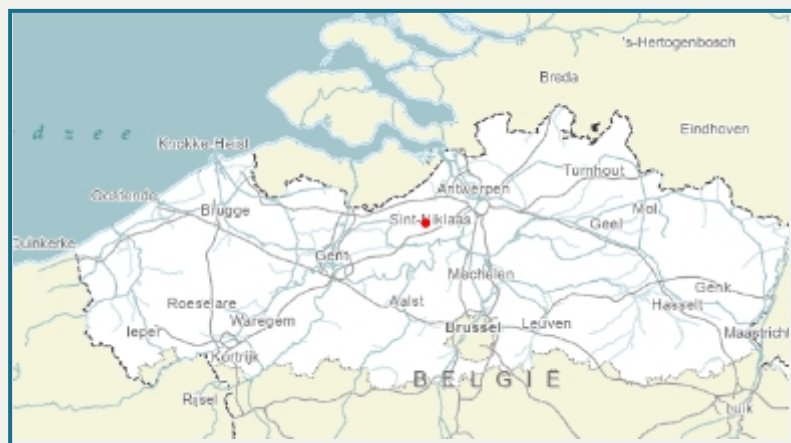 's-Hertogenbosch
Breda
dzee
Eindhoven
Knokke-Heist
Turnhout
Antwerpen
Oostende
Mol
Brugge
Sint-Niklaas
Geel
Duinkerke
Gent
Mechelen
Genk
Roeselare
Aalst
Hasselt
Waregem
Brussel
Leuven
Ieper
Maastricht
Kortrijk
BELGIË
Rijsel
Luik